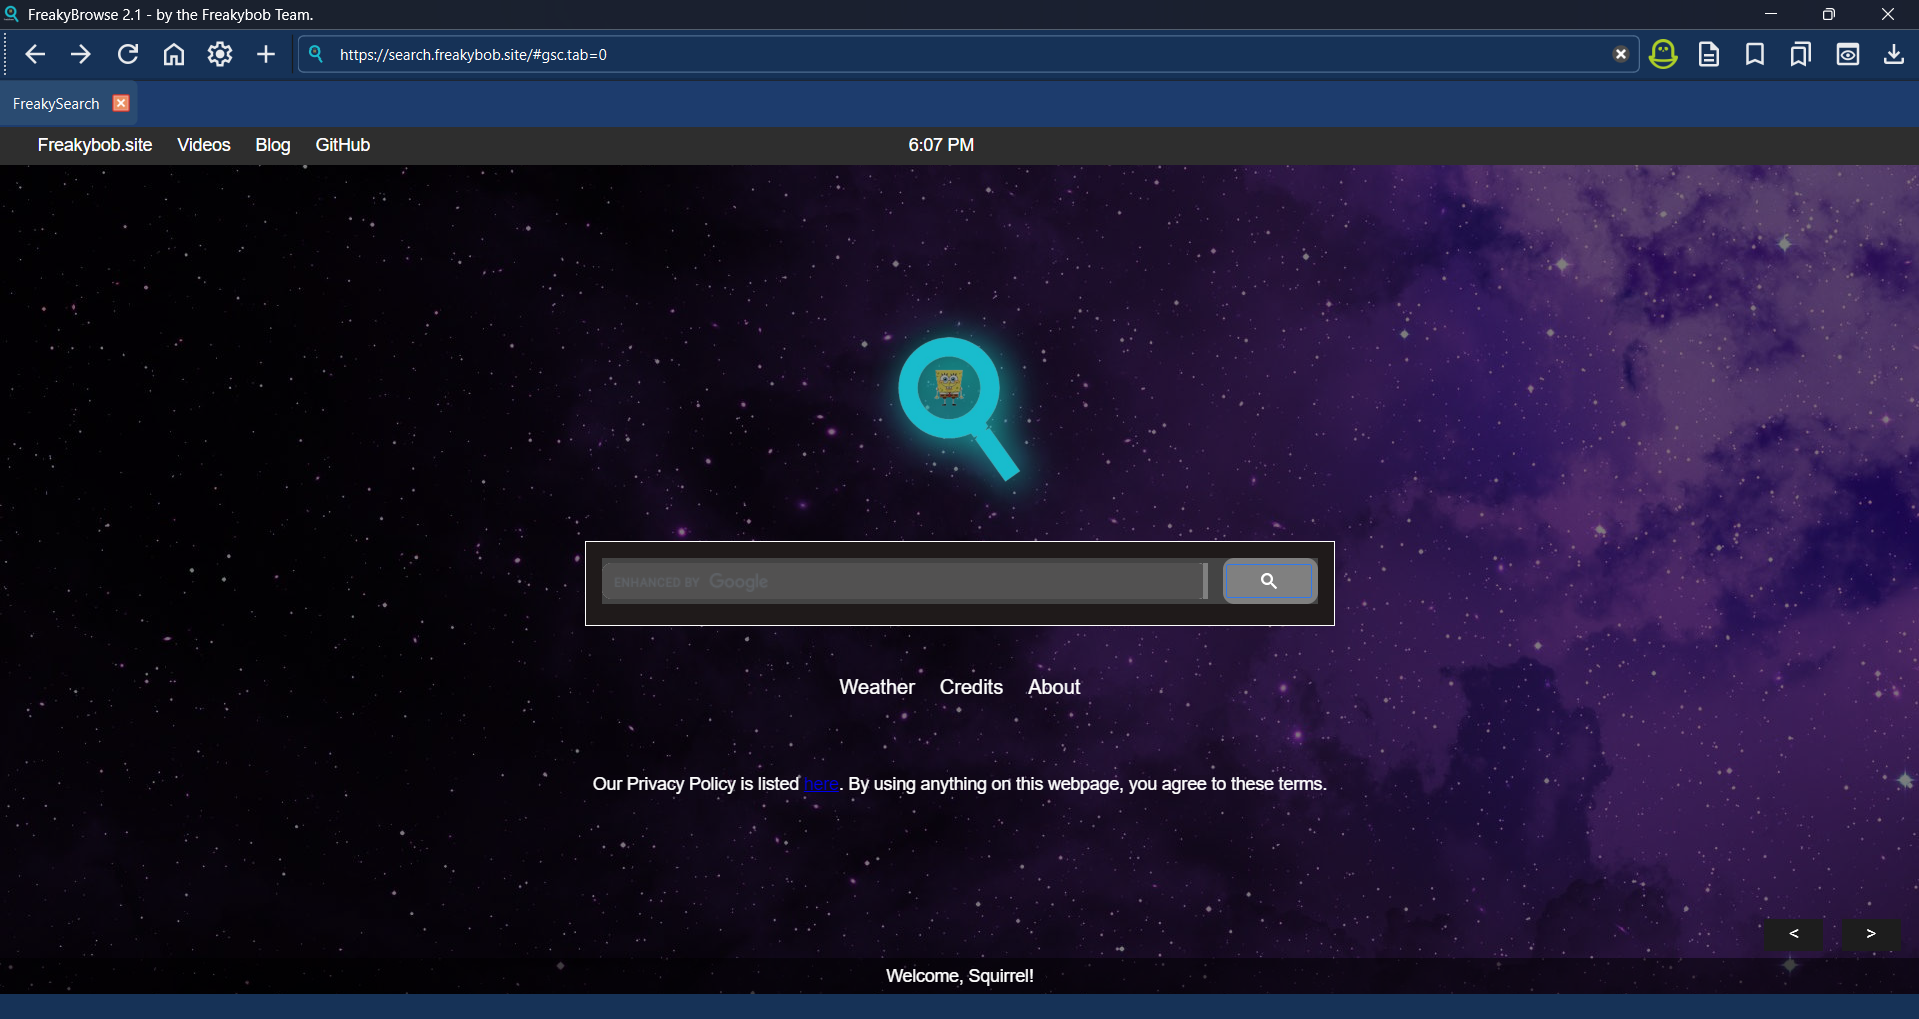 FreakyBrowse 2.1 - by the Freakybob Team.
https://search.freakybob.site/#gsc.tab=0
FreakySearch
Freakybob.site Videos Blog GitHub 6:07 PM
ENHANCED BY Google
Weather Credits About
Our Privacy Policy is listed here. By using anything on this webpage, you agree to these terms.
< >
Welcome, Squirrel!